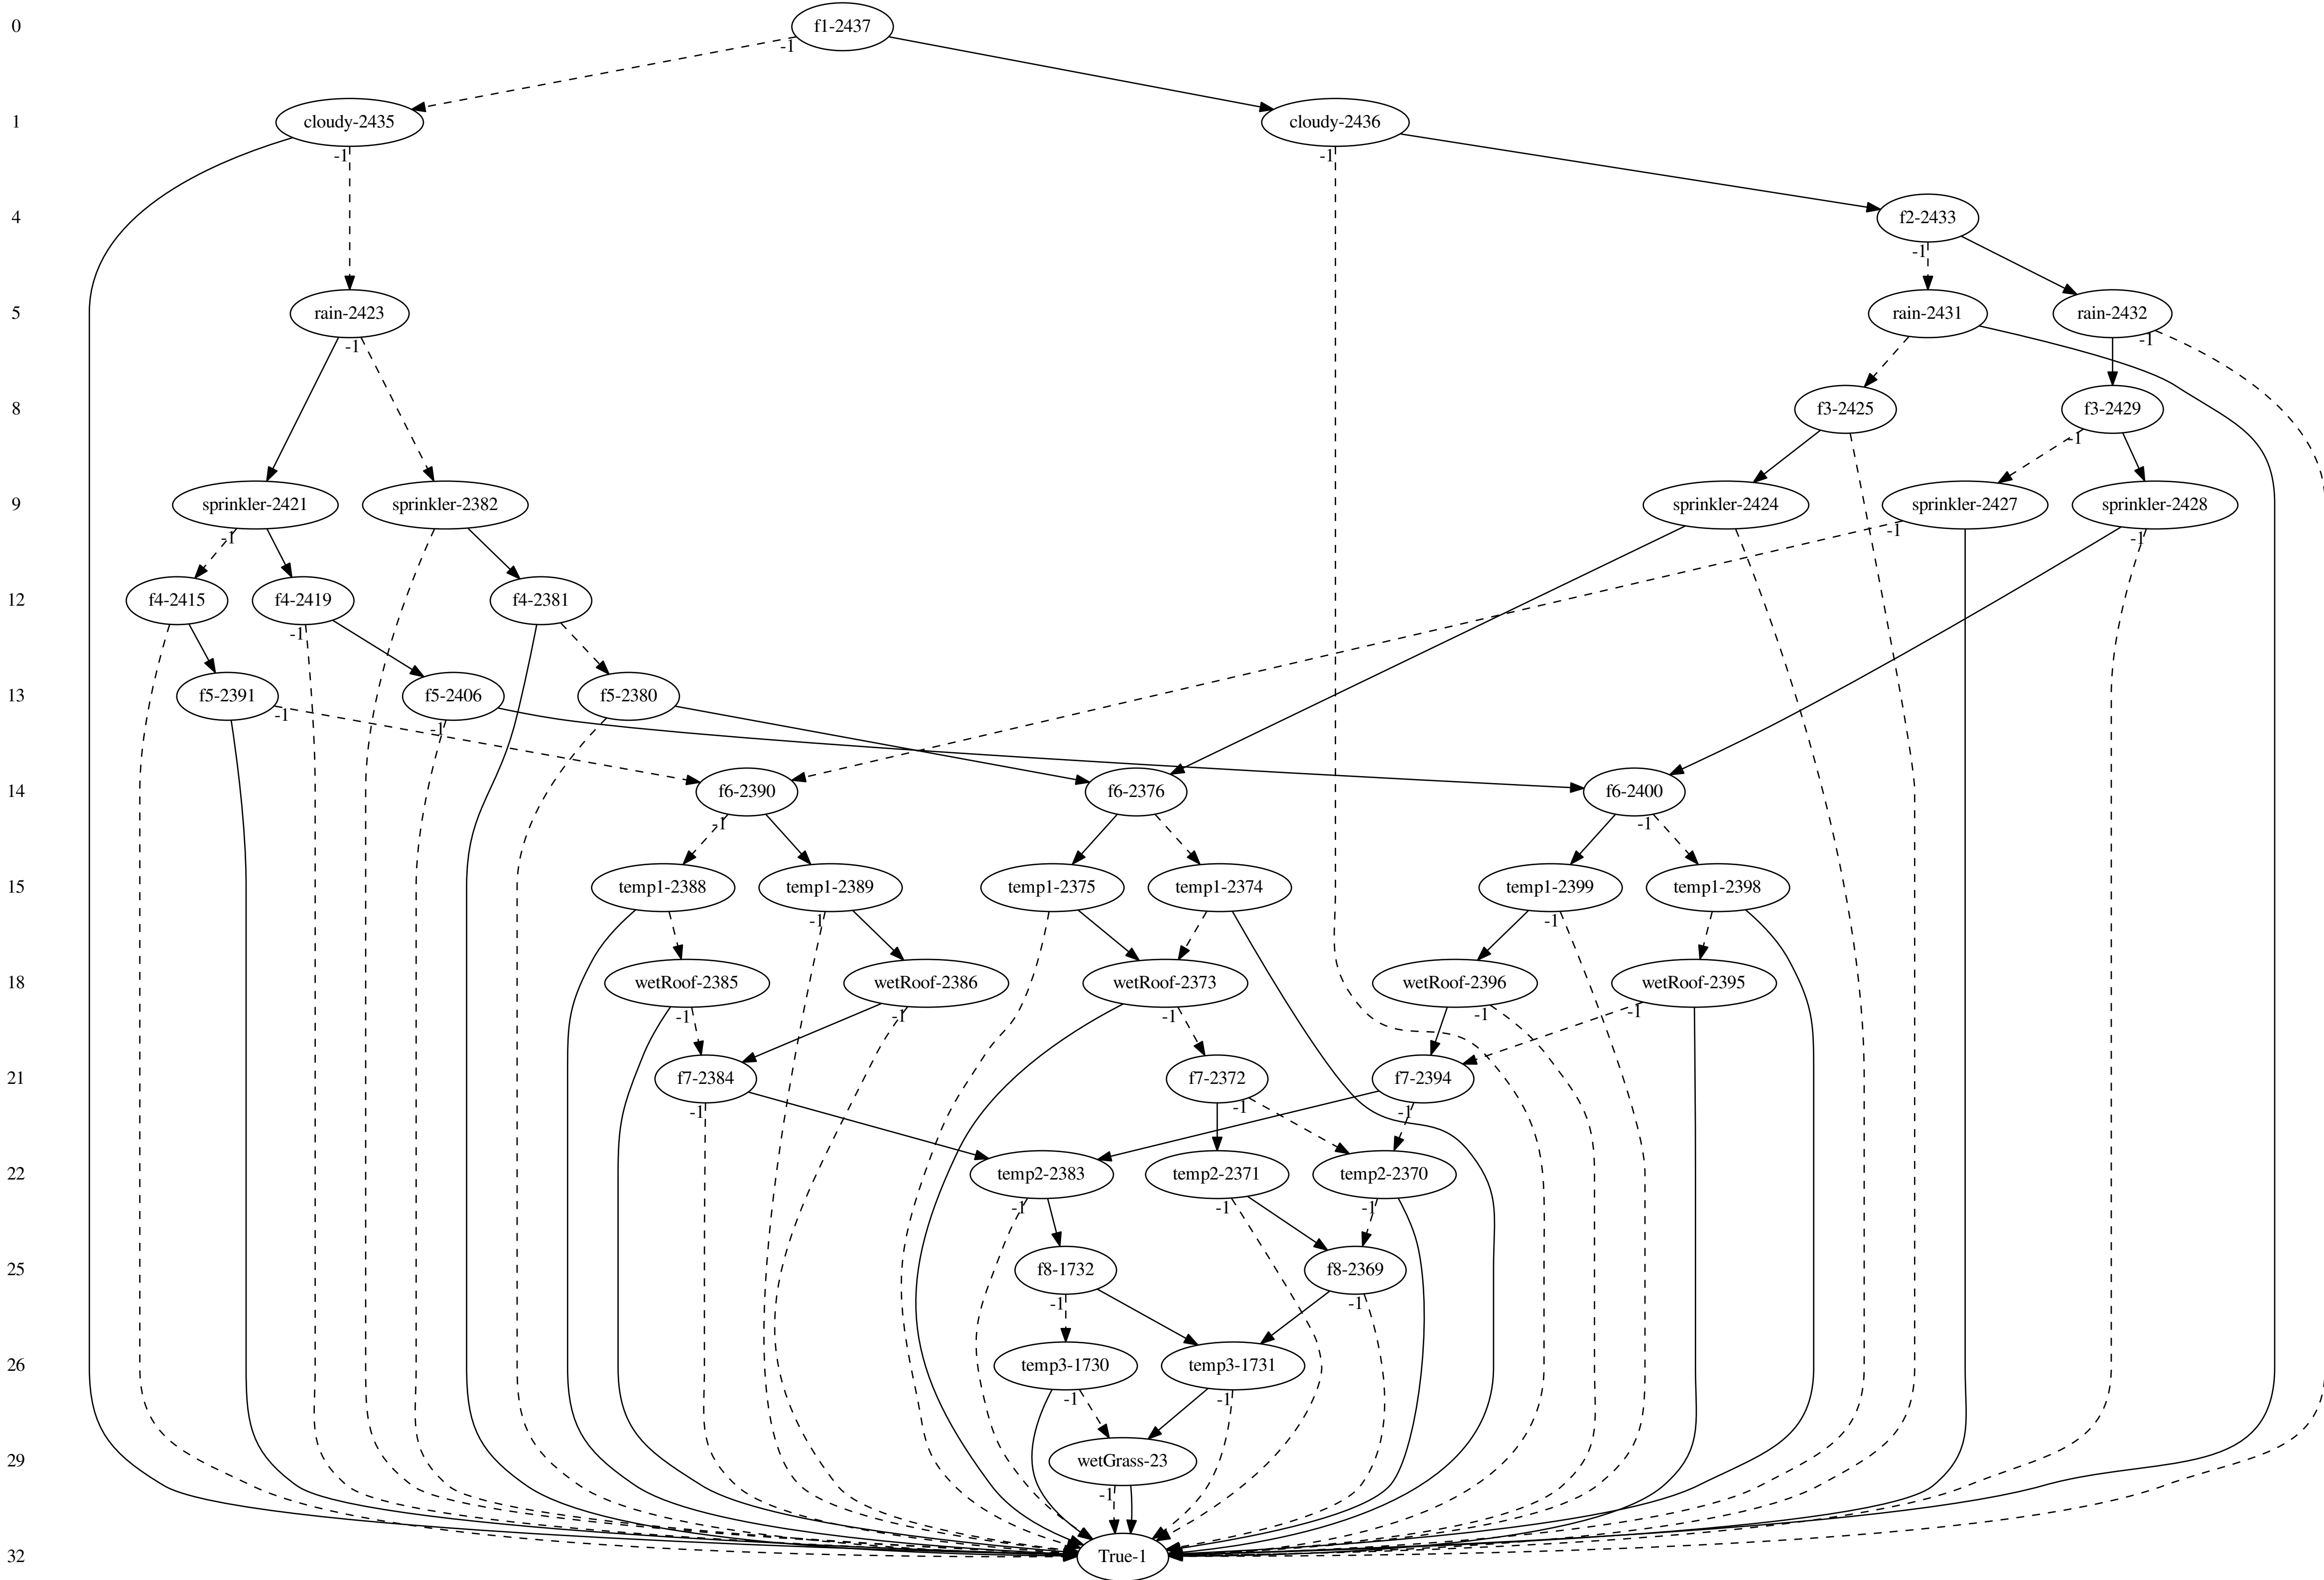 0 f1-2437
-1
1 cloudy-2435 cloudy-2436
-1 -1
4 f2-2433
-1
5 rain-2423 rain-2431 rain-2432
-1 -1
8 f3-2425 f3-2429
-1
9 sprinkler-2421 sprinkler-2382 sprinkler-2424 sprinkler-2427 sprinkler-2428
-1 -1 -1
12 f4-2415 f4-2419 f4-2381
-1
13 f5-2391 f5-2406 f5-2380
-1 -1
14 f6-2390 f6-2376 f6-2400
-1 -1
15 temp1-2388 temp1-2389 temp1-2375 temp1-2374 temp1-2399 temp1-2398
-1 -1
18 wetRoof-2385 wetRoof-2386 wetRoof-2373 wetRoof-2396 wetRoof-2395
-1 -1 -1 -1 -1
21 f7-2384 f7-2372 f7-2394
-1 -1 -1
22 temp2-2383 temp2-2371 temp2-2370
-1 -1 -1
25 f8-1732 f8-2369
-1 -1
26 temp3-1730 temp3-1731
-1 -1
29 wetGrass-23
-1
32 True-1